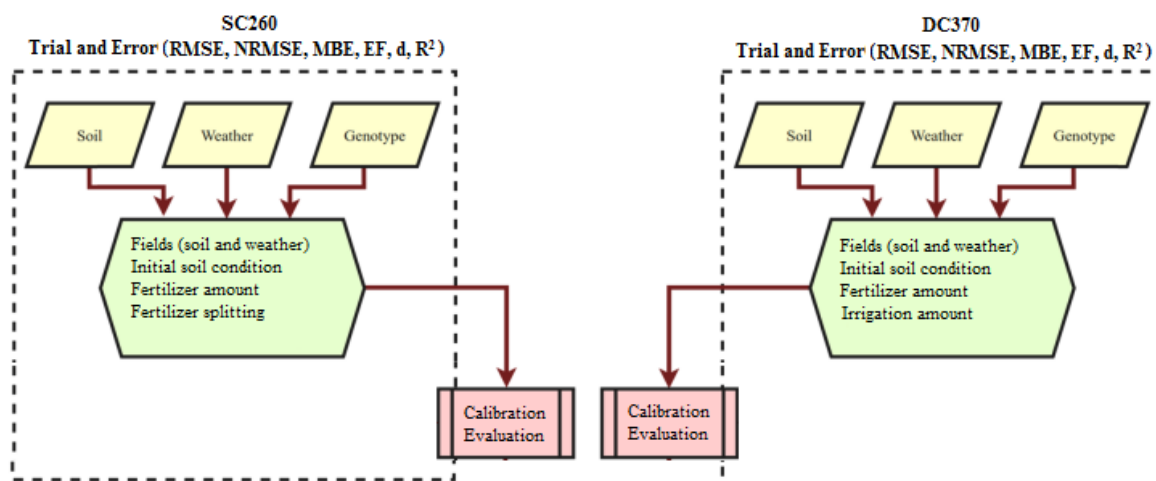 SC260
Trial and Error (RMSE, NRMSE, MBE, EF, d, R²)
Soil
Weather
Genotype
Fields (soil and weather)
Initial soil condition
Fertilizer amount
Fertilizer splitting
Calibration
Evaluation
DC370
Trial and Error (RMSE, NRMSE, MBE, EF, d, R²)
Soil
Weather
Genotype
Fields (soil and weather)
Initial soil condition
Fertilizer amount
Irrigation amount
Calibration
Evaluation